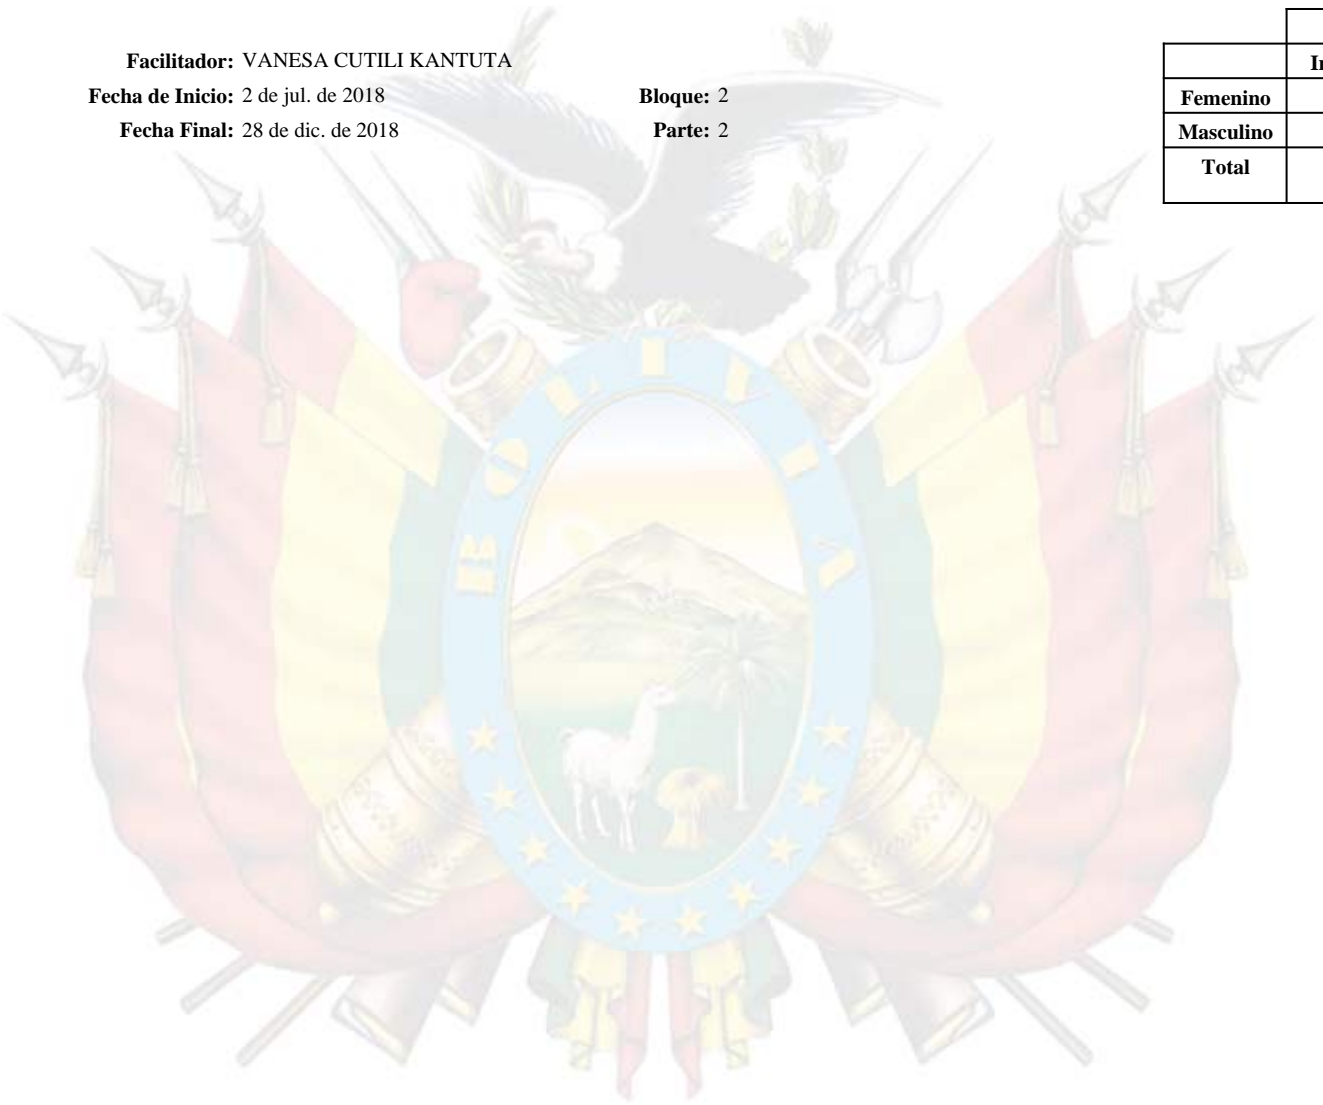 Facilitador: VANESA CUTILI KANTUTA
Fecha de Inicio: 2 de jul. de 2018 Bloque: 2
Fecha Final: 28 de dic. de 2018 Parte: 2
Femenino
Masculino
Total
BOLIVIA